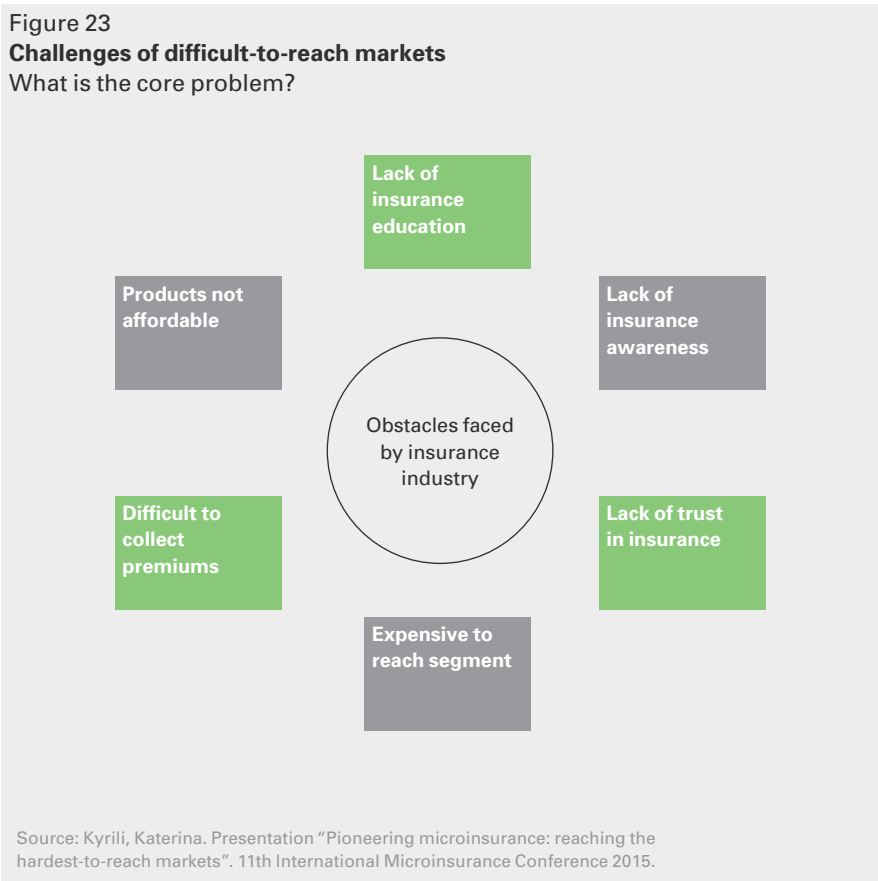 Figure 23
Challenges of difficult-to-reach markets
What is the core problem?
Lack of
insurance
education
Products not
affordable
Lack of
insurance
awareness
Obstacles faced
by insurance
industry
Difficult to
collect
premiums
Lack of trust
in insurance
Expensive to
reach segment
Source: Kyrili, Katerina. Presentation “Pioneering microinsurance: reaching the
hardest-to-reach markets”. 11th International Microinsurance Conference 2015.